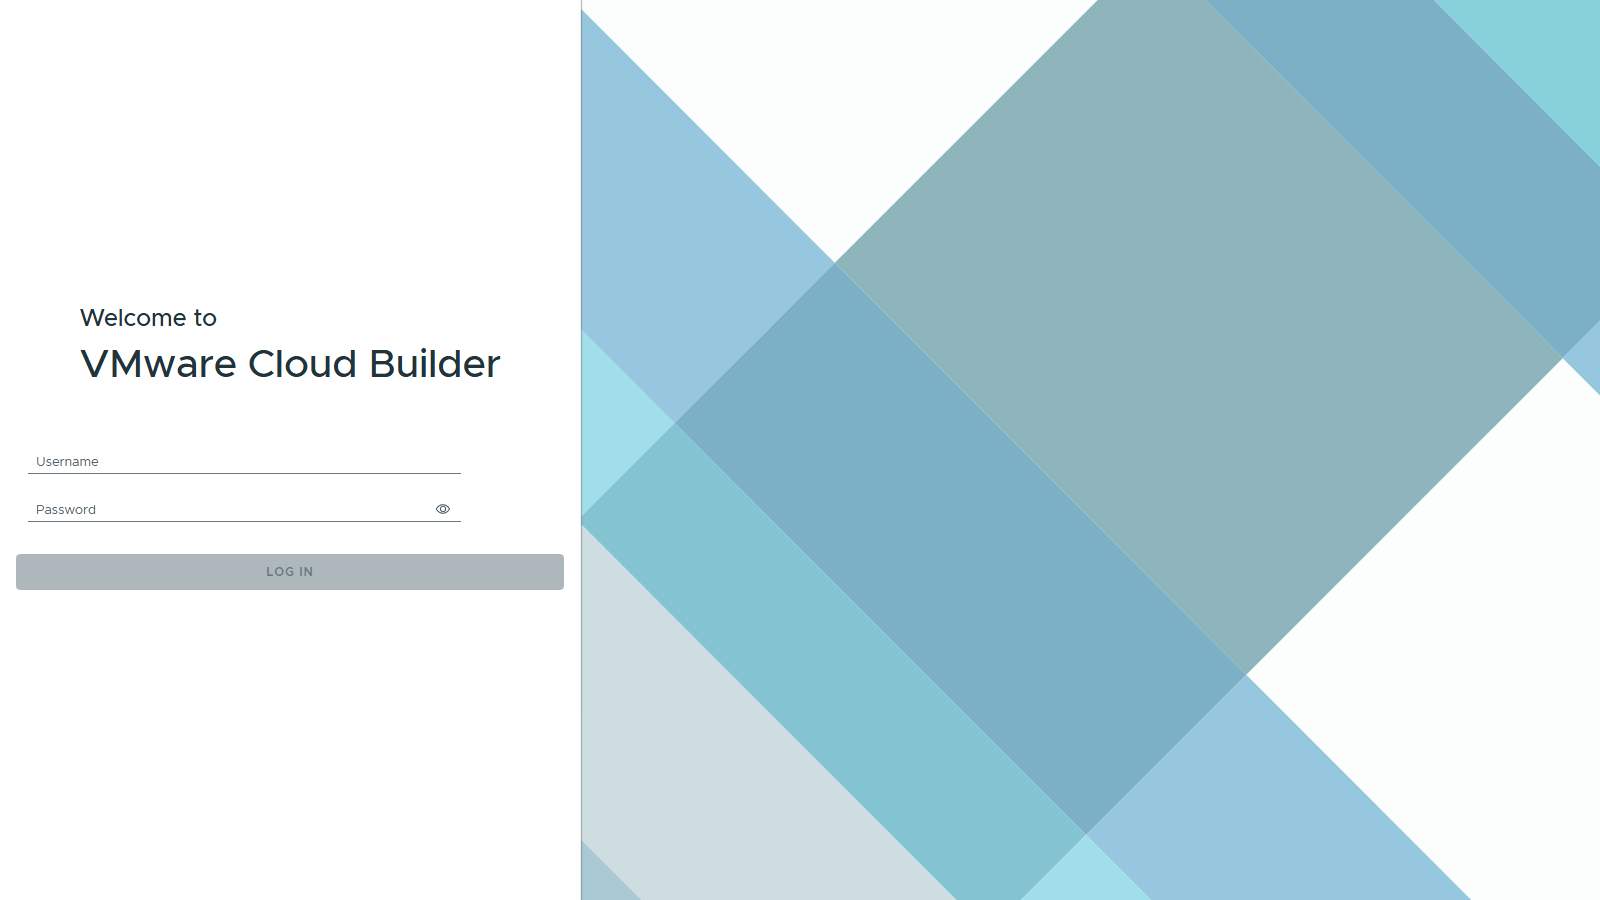 Welcome to
VMware Cloud Builder
Username
Password
LOG IN